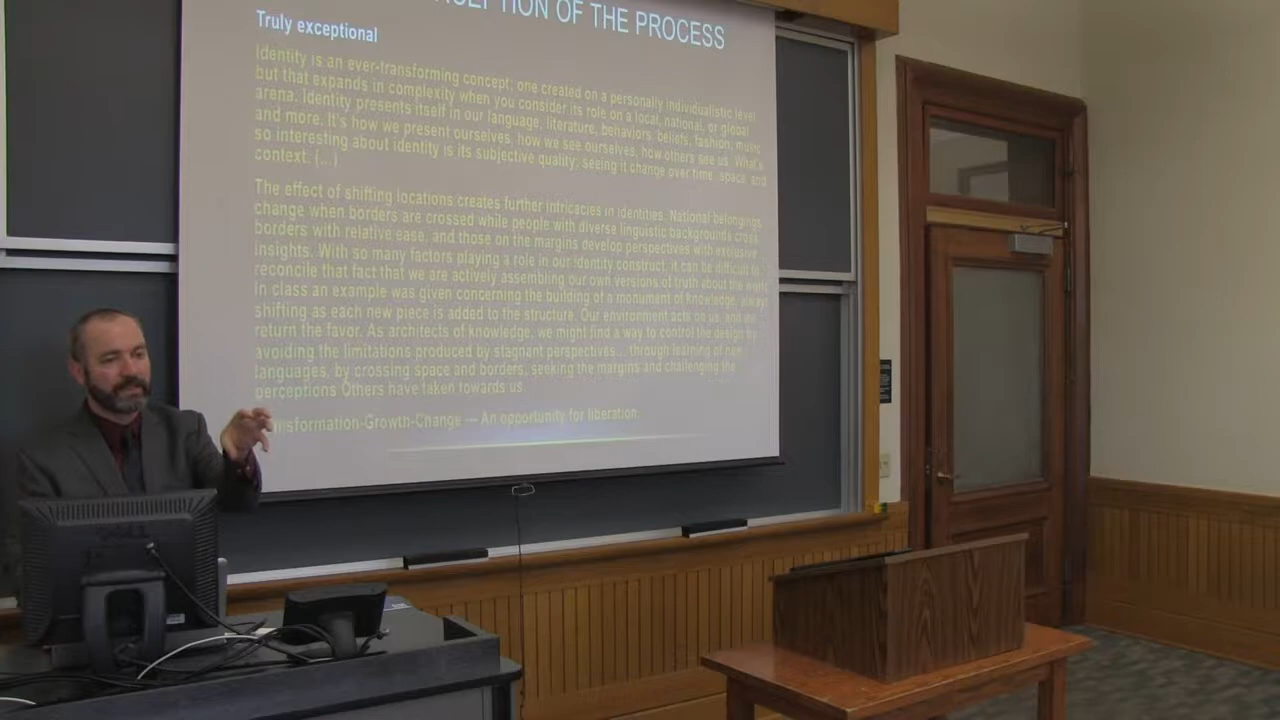 CEPTION OF THE PROCESS
Truly exceptional
Identity is an ever-transforming concept; one created on a personally individualistic level
but that expands in complexity when you consider its role on a local, national, or global
arena. Identity presents itself in our language, literature, behaviors, beliefs, fashion, music
and more. It's how we present ourselves, how we see ourselves, how others see us. What's
so interesting about identity is its subjective quality; seeing it change over time, space, and
context. (...)
The effect of shifting locations creates further intricacies in identities. National belongings
change when borders are crossed while people with diverse linguistic backgrounds cross
borders with relative ease, and those on the margins develop perspectives with exclusive
insights. With so many factors playing a role in our identity construct, it can be difficult to
reconcile that fact that we are actively assembling our own versions of truth about the world
in class an example was given concerning the building of a monument of knowledge, always
shifting as each new piece is added to the structure. Our environment acts on us, and we
return the favor. As architects of knowledge, we might find a way to control the design by
avoiding the limitations produced by stagnant perspectives... through learning of new
languages, by crossing space and borders, seeking the margins and challenging the
perceptions Others have taken towards us.
nsformation-Growth-Change --- An opportunity for liberation.
DELL